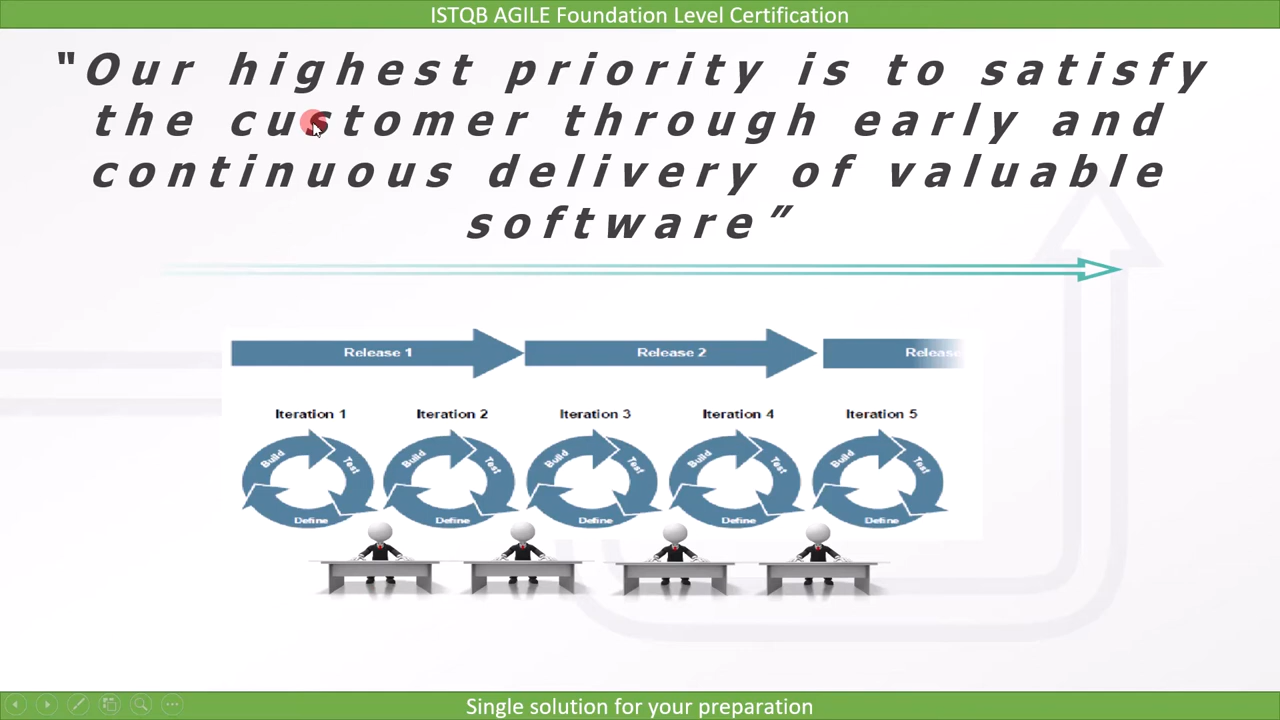 ISTQB AGILE Foundation Level Certification
"Our highest priority is to satisfy
the customer through early and
continuous delivery of valuable
software”
Release 1 Release 2 Release
Iteration 1 Iteration 2 Iteration 3 Iteration 4 Iteration 5
Build Test Build Test Build Test Build Test Build Test
Define Define Define Define Define
Single solution for your preparation